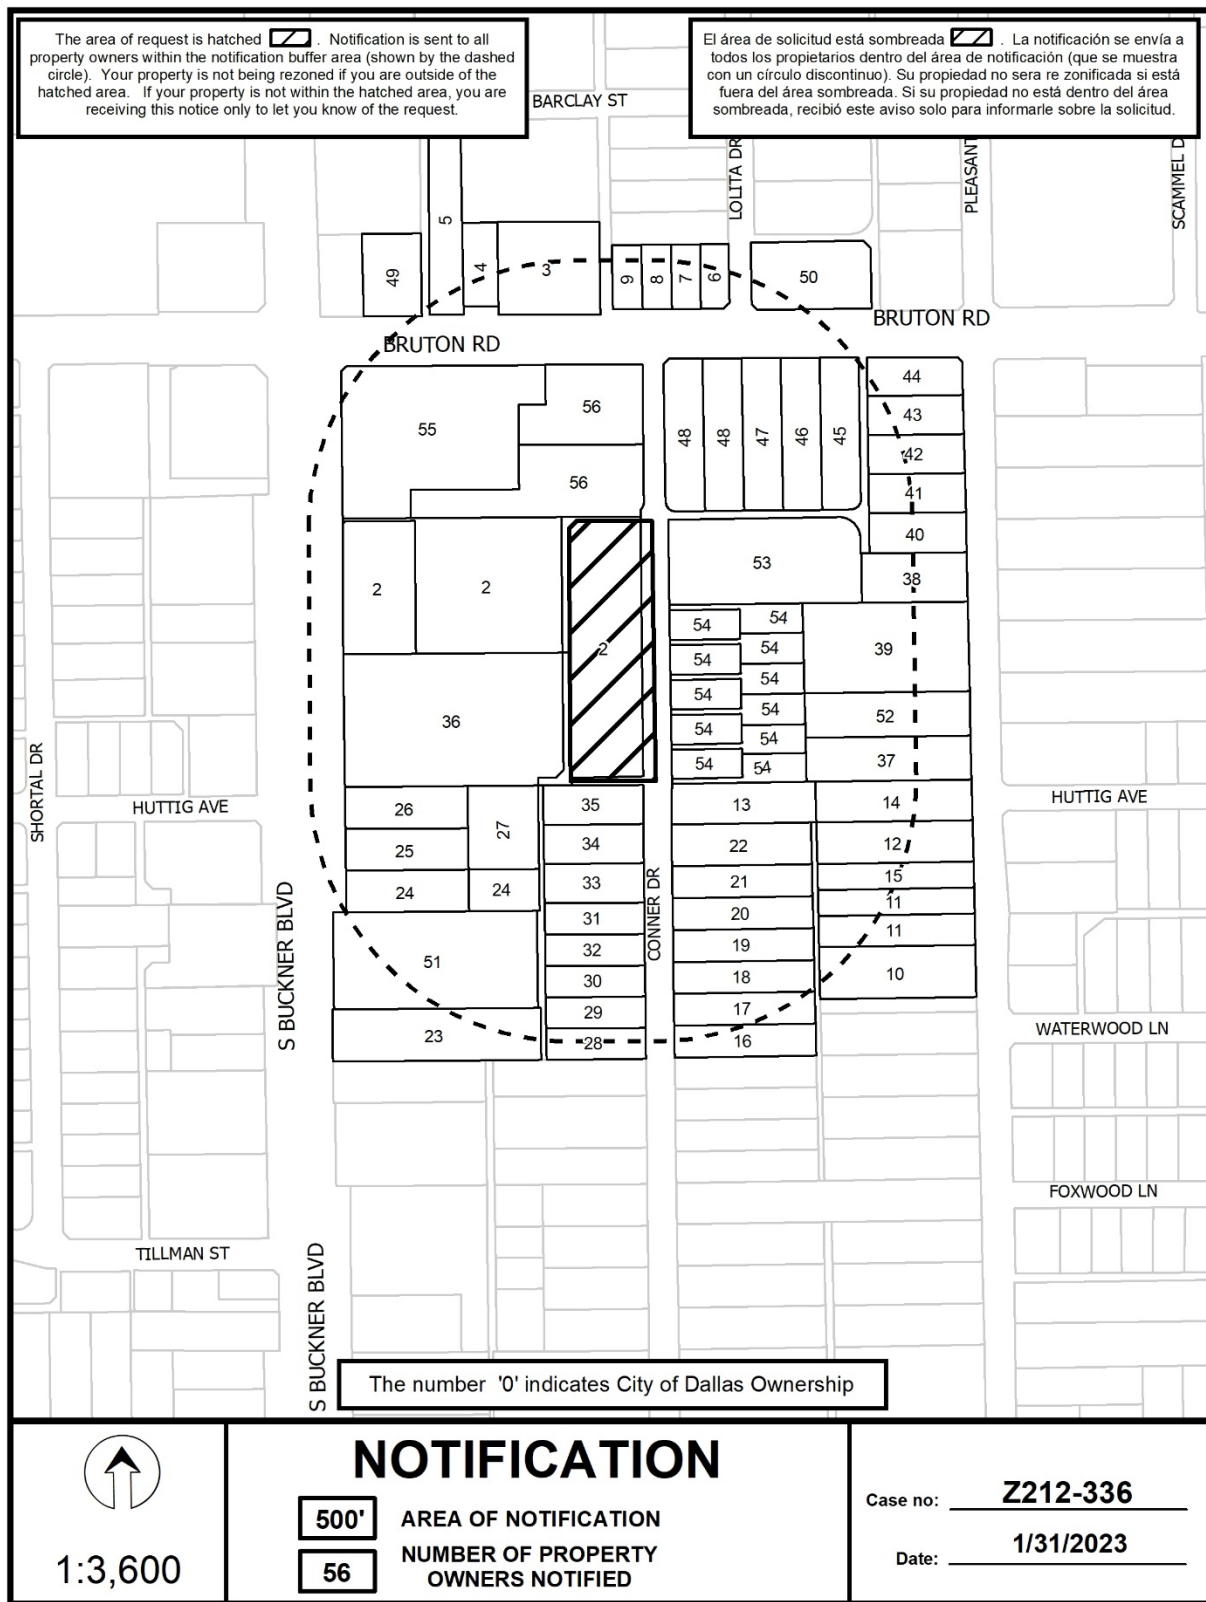 The area of request is hatched . Notification is sent to all
property owners within the notification buffer area (shown by the dashed
circle). Your property is not being rezoned if you are outside of the
hatched area. If your property is not within the hatched area, you are
receiving this notice only to let you know of the request.
El área de solicitud está sombreada . La notificación se envía a
todos los propietarios dentro del área de notificación (que se muestra
con un círculo discontinuo). Su propiedad no sera re zonificada si está
fuera del área sombreada. Si su propiedad no está dentro del área
sombreada, recibió este aviso solo para informarle sobre la solicitud.
BARCLAY ST
LOLITA DR
PLEASANT
SCAMMEL D
5
49
4
3
9
8
7
6
50
BRUTON RD
BRUTON RD
55
56
56
48
48
47
46
45
44
43
42
41
40
2
2
2
53
38
54
54
54
54
54
54
54
54
54
54
54
39
52
37
36
SHORTAL DR
HUTTIG AVE
HUTTIG AVE
26
27
25
24
24
35
34
33
31
32
30
29
28
13
22
21
20
19
18
17
16
14
12
15
11
11
10
CONNER DR
S BUCKNER BLVD
51
23
WATERWOOD LN
FOXWOOD LN
TILLMAN ST
S BUCKNER BLVD
The number '0' indicates City of Dallas Ownership
1:3,600
NOTIFICATION
500' AREA OF NOTIFICATION
56 NUMBER OF PROPERTY
OWNERS NOTIFIED
Case no: Z212-336
Date: 1/31/2023